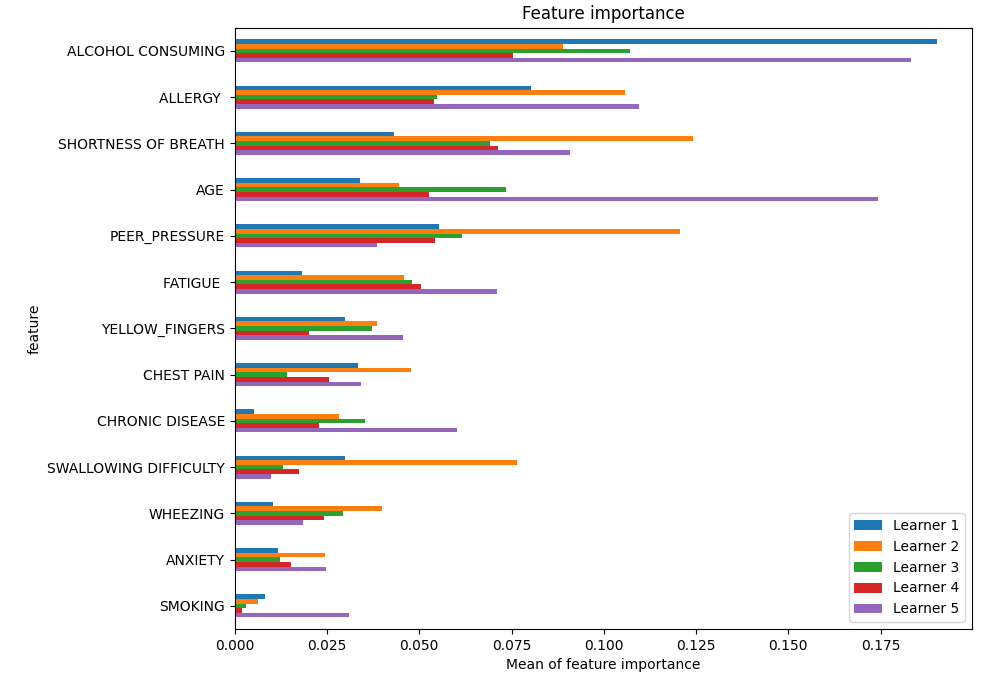 Feature importance
ALCOHOL CONSUMING
ALLERGY
SHORTNESS OF BREATH
AGE
PEER_PRESSURE
FATIGUE
YELLOW_FINGERS
CHEST PAIN
CHRONIC DISEASE
SWALLOWING DIFFICULTY
WHEEZING
ANXIETY
SMOKING
feature
Learner 1
Learner 2
Learner 3
Learner 4
Learner 5
0.000 0.025 0.050 0.075 0.100 0.125 0.150 0.175
Mean of feature importance